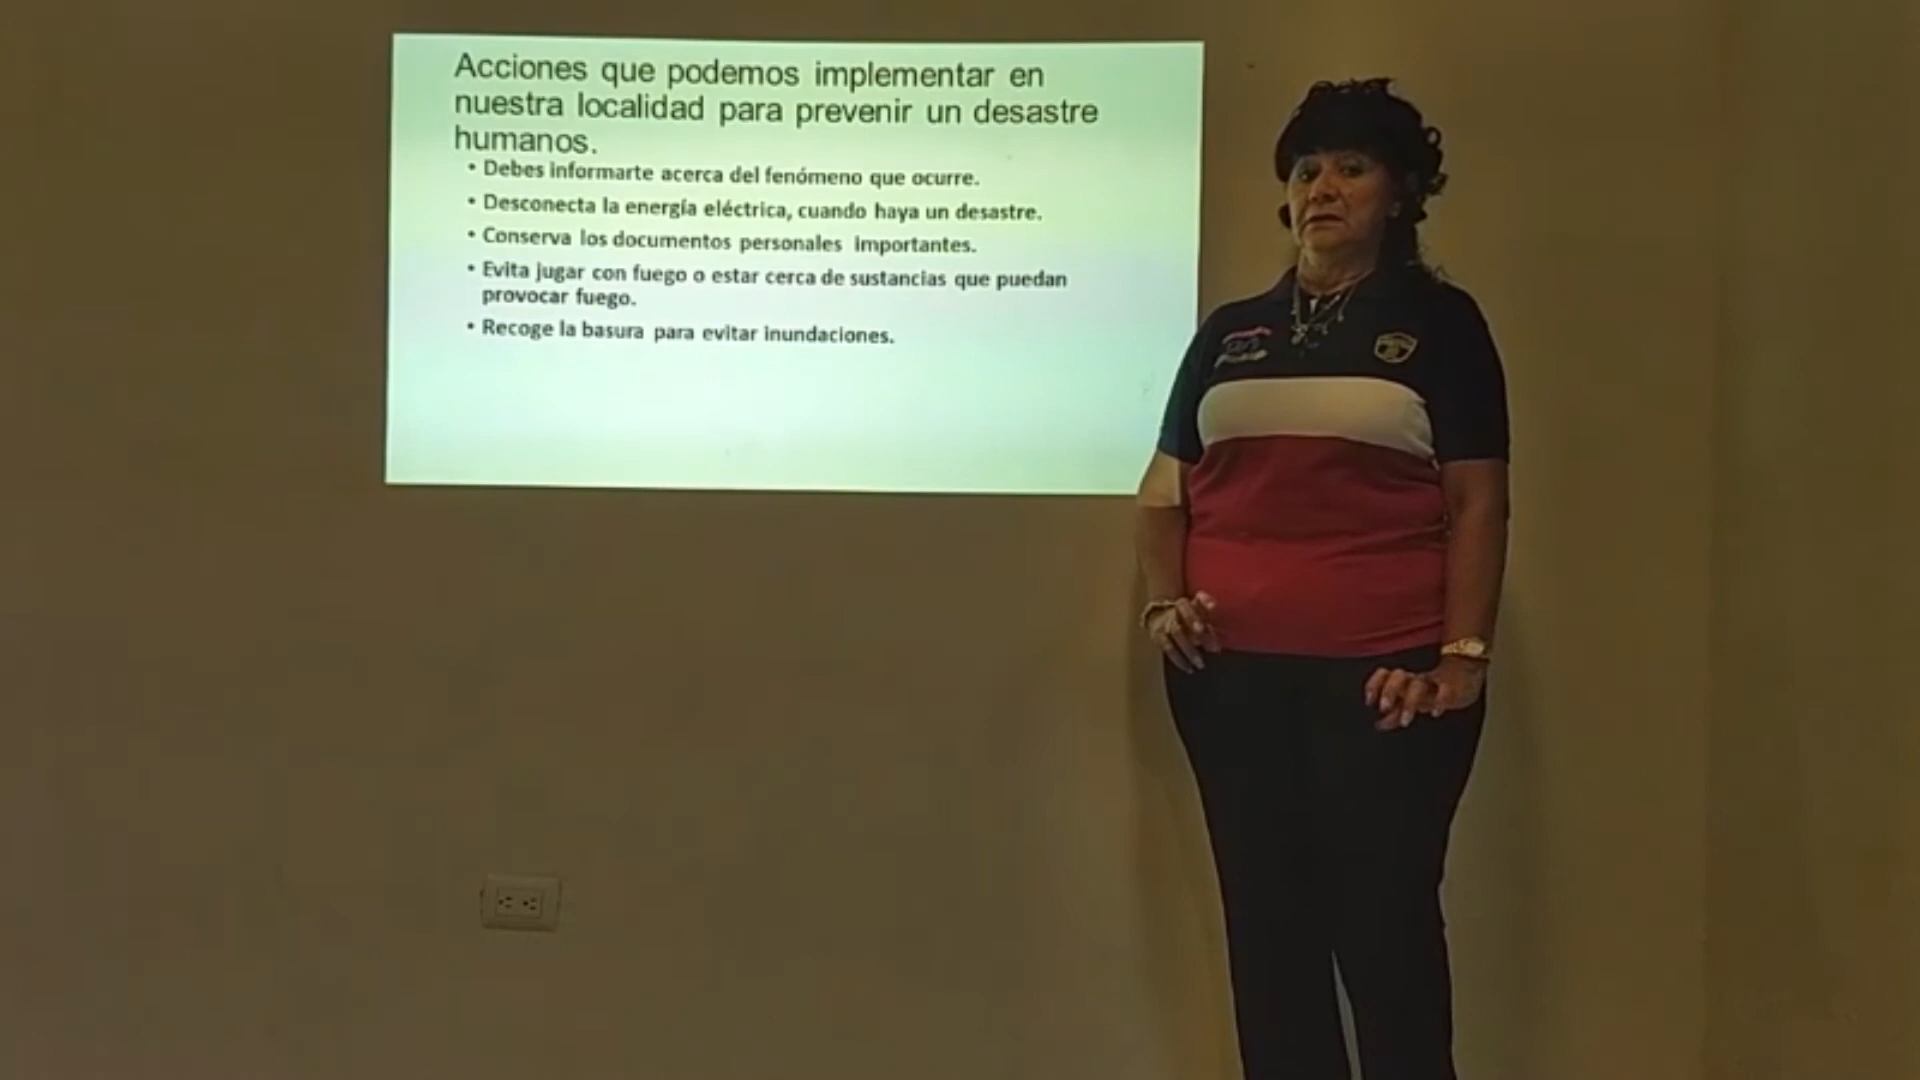 Acciones que podemos implementar en
nuestra localidad para prevenir un desastre
humanos.
• Debes informarte acerca del fenómeno que ocurre.
• Desconecta la energía eléctrica, cuando haya un desastre.
• Conserva los documentos personales importantes.
• Evita jugar con fuego o estar cerca de sustancias que puedan
provocar fuego.
• Recoge la basura para evitar inundaciones.